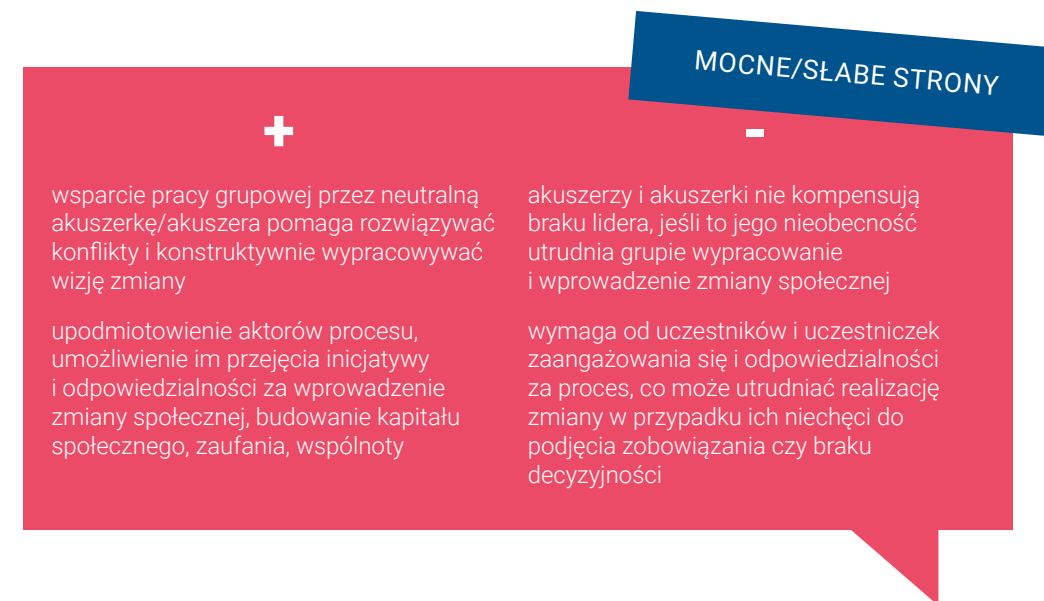 MOCNE/SŁABE STRONY
+
wsparcie pracy grupowej przez neutralną
akuszerkę/akuszera pomaga rozwiązywać
konflikty i konstruktywnie wypracowywać
wizję zmiany
upodmiotowienie aktorów procesu,
umożliwienie im przejęcia inicjatywy
i odpowiedzialności za wprowadzenie
zmiany społecznej, budowanie kapitału
społecznego, zaufania, wspólnoty
-
akuszerzy i akuszerki nie kompensują
braku lidera, jeśli to jego nieobecność
utrudnia grupie wypracowanie
i wprowadzenie zmiany społecznej
wymaga od uczestników i uczestniczek
zaangażowania się i odpowiedzialności
za proces, co może utrudniać realizację
zmiany w przypadku ich niechęci do
podjęcia zobowiązania czy braku
decyzyjności